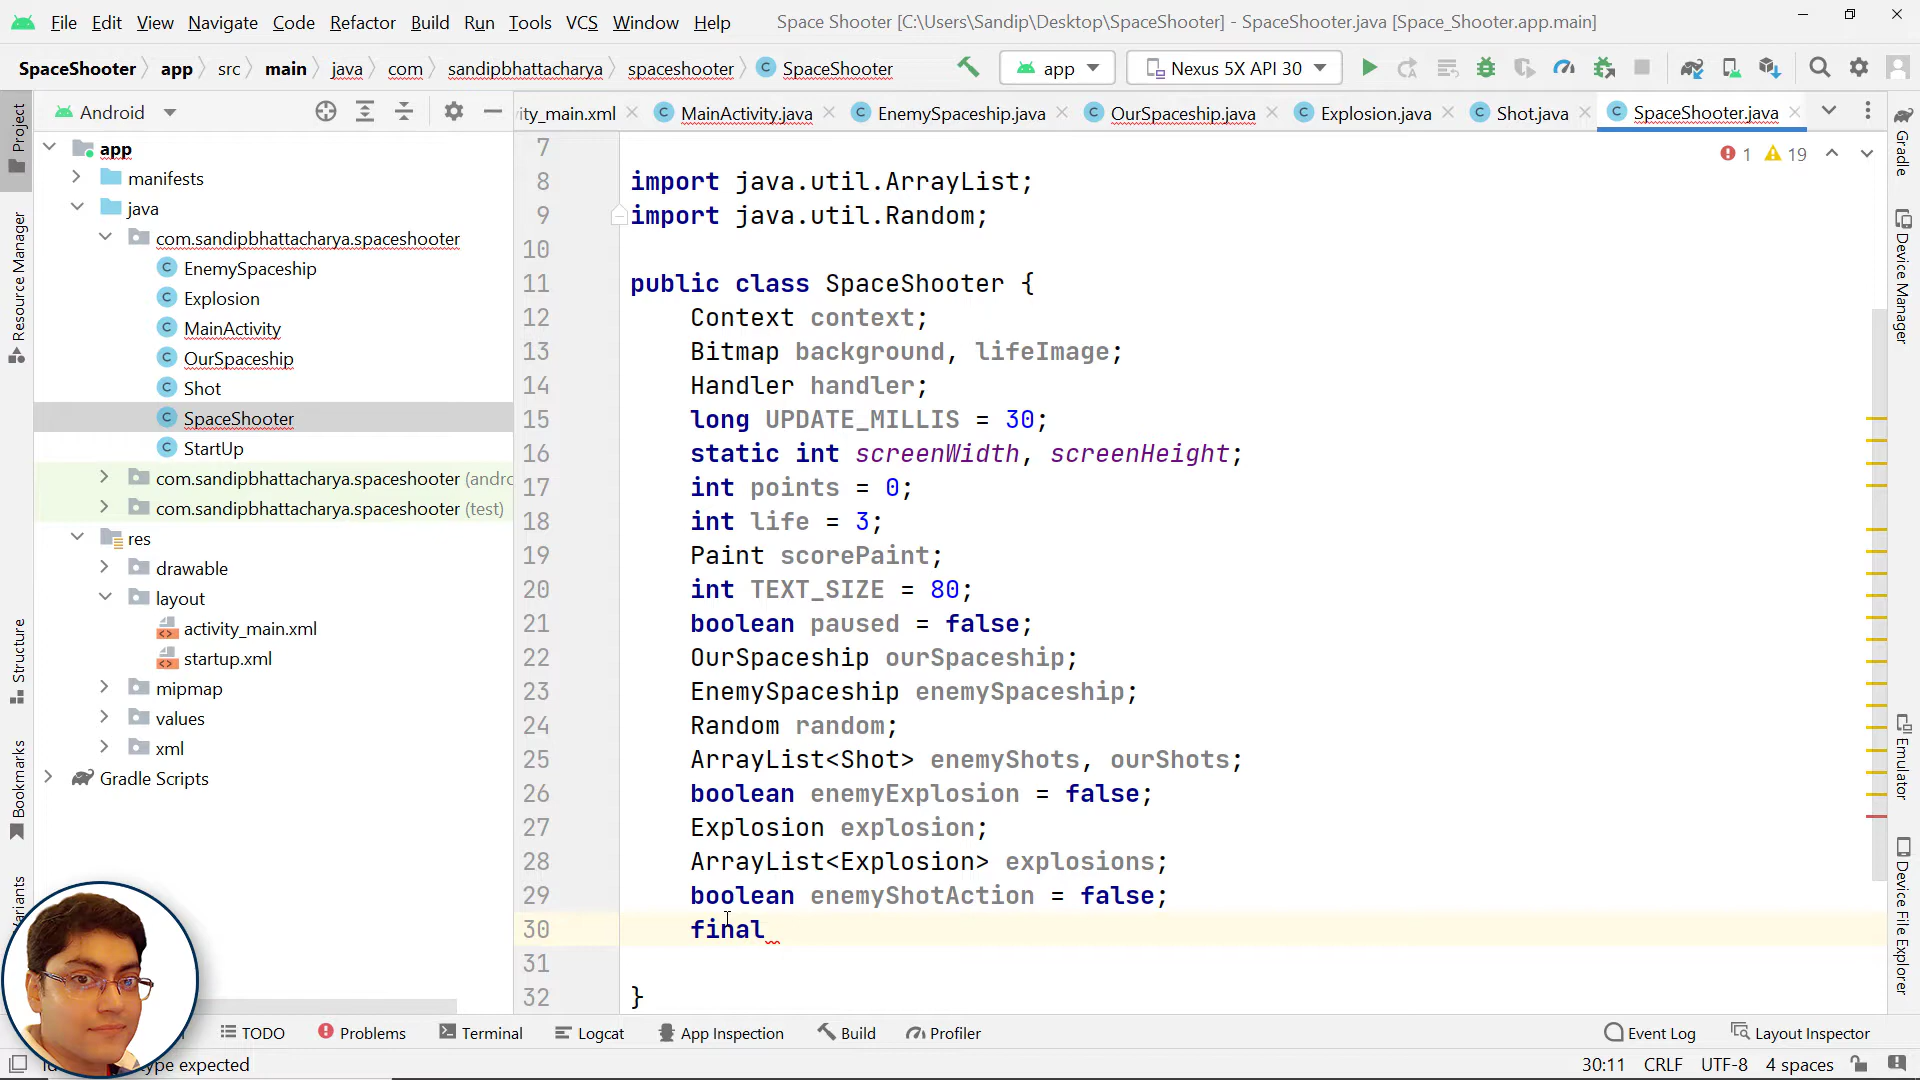 File Edit View Navigate Code Refactor Build Run Tools VCS Window Help Space Shooter [C:\Users\Sandip\Desktop\SpaceShooter] - SpaceShooter.java [Space_Shooter.app.main]
SpaceShooter app src main java com sandipbhattacharya spaceshooter SpaceShooter app Nexus 5X API 30
Android
ity_main.xml MainActivity.java EnemySpaceship.java OurSpaceship.java Explosion.java Shot.java SpaceShooter.java
1 19
Project
Resource Manager
Structure
Bookmarks
app
manifests
java
com.sandipbhattacharya.spaceshooter
EnemySpaceship
Explosion
MainActivity
OurSpaceship
Shot
SpaceShooter
StartUp
com.sandipbhattacharya.spaceshooter (andro
com.sandipbhattacharya.spaceshooter (test)
res
drawable
layout
activity_main.xml
startup.xml
mipmap
values
xml
Gradle Scripts
7
8 import java.util.ArrayList;
9 import java.util.Random;
10
11 public class SpaceShooter {
12 Context context;
13 Bitmap background, lifeImage;
14 Handler handler;
15 long UPDATE_MILLIS = 30;
16 static int screenWidth, screenHeight;
17 int points = 0;
18 int life = 3;
19 Paint scorePaint;
20 int TEXT_SIZE = 80;
21 boolean paused = false;
22 OurSpaceship ourSpaceship;
23 EnemySpaceship enemySpaceship;
24 Random random;
25 ArrayList<Shot> enemyShots, ourShots;
26 boolean enemyExplosion = false;
27 Explosion explosion;
28 ArrayList<Explosion> explosions;
29 boolean enemyShotAction = false;
30 final
31
32 }
Gradle
Device Manager
Emulator
Device File Explorer
TODO Problems Terminal Logcat App Inspection Build Profiler Event Log Layout Inspector
type expected 30:11 CRLF UTF-8 4 spaces